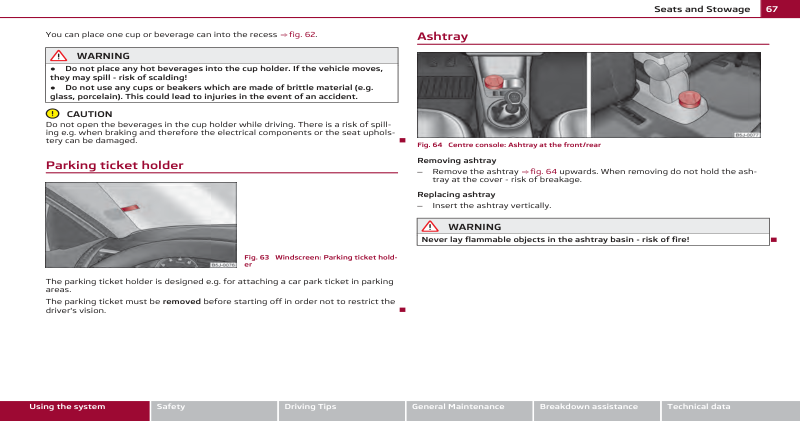 Seats and Stowage 67
You can place one cup or beverage can into the recess ⇒ fig. 62.
WARNING
● Do not place any hot beverages into the cup holder. If the vehicle moves,
they may spill - risk of scalding!
● Do not use any cups or beakers which are made of brittle material (e.g.
glass, porcelain). This could lead to injuries in the event of an accident.
CAUTION
Do not open the beverages in the cup holder while driving. There is a risk of spill-
ing e.g. when braking and therefore the electrical components or the seat uphols-
tery can be damaged.
Parking ticket holder
Fig. 63 Windscreen: Parking ticket hold-
er
The parking ticket holder is designed e.g. for attaching a car park ticket in parking
areas.
The parking ticket must be removed before starting off in order not to restrict the
driver's vision.
Ashtray
Fig. 64 Centre console: Ashtray at the front/rear
Removing ashtray
– Remove the ashtray ⇒ fig. 64 upwards. When removing do not hold the ash-
tray at the cover - risk of breakage.
Replacing ashtray
– Insert the ashtray vertically.
WARNING
Never lay flammable objects in the ashtray basin - risk of fire!
Using the system
Safety
Driving Tips
General Maintenance
Breakdown assistance
Technical data